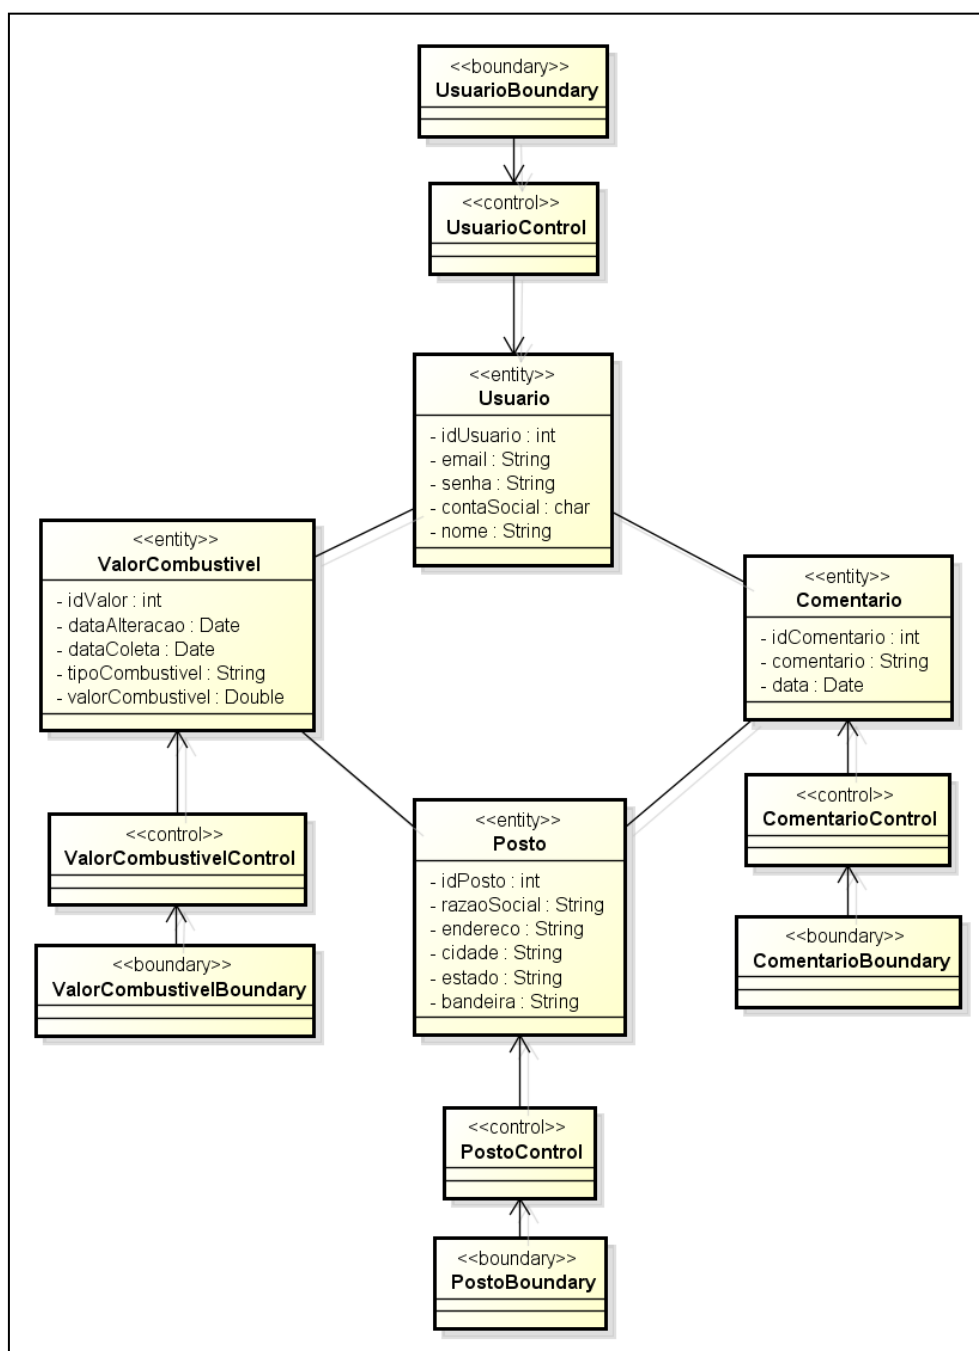 <<boundary>>
UsuarioBoundary
<<control>>
UsuarioControl
<<entity>>
Usuario
- idUsuario : int
- email : String
- senha : String
- contaSocial : char
- nome : String
<<entity>>
ValorCombustivel
- idValor : int
- dataAlteracao : Date
- dataColeta : Date
- tipoCombustivel : String
- valorCombustivel : Double
<<entity>>
Comentario
- idComentario : int
- comentario : String
- data : Date
<<control>>
ValorCombustivelControl
<<boundary>>
ValorCombustivelBoundary
<<entity>>
Posto
- idPosto : int
- razaoSocial : String
- endereco : String
- cidade : String
- estado : String
- bandeira : String
<<control>>
ComentarioControl
<<boundary>>
ComentarioBoundary
<<control>>
PostoControl
<<boundary>>
PostoBoundary